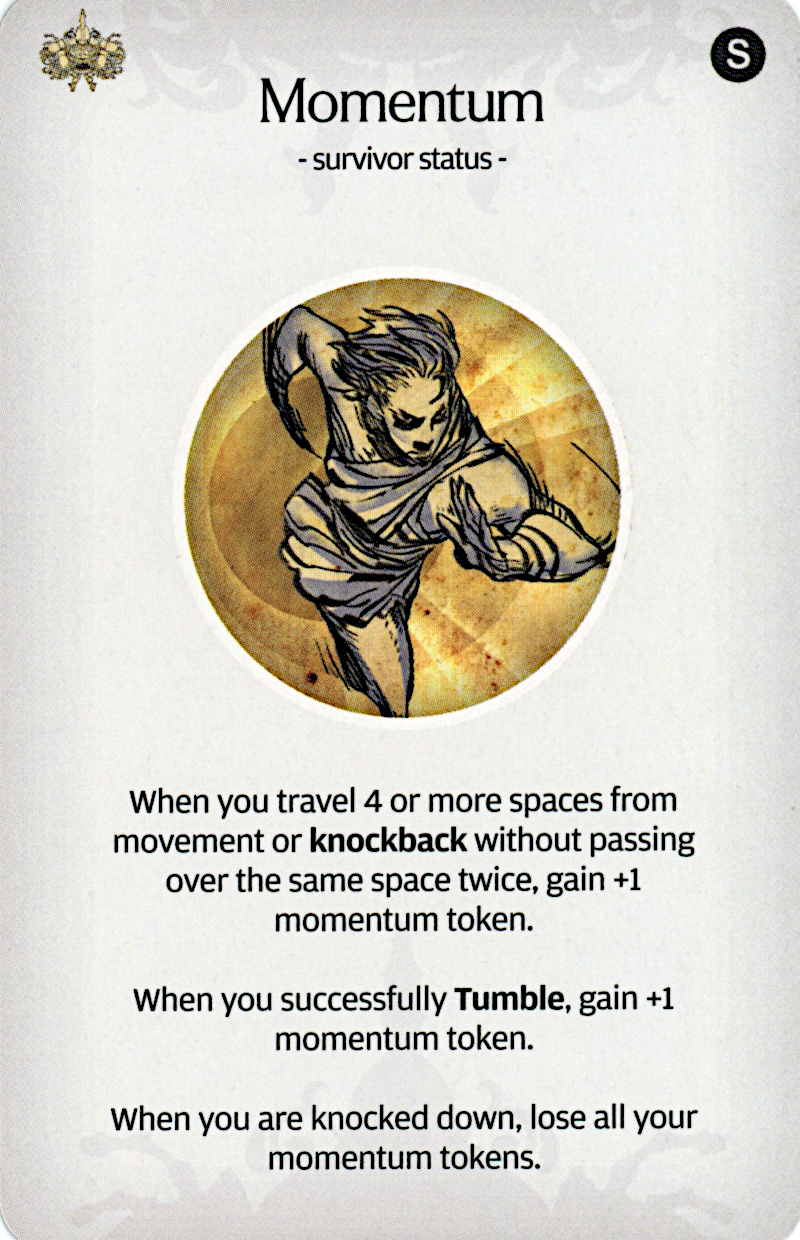 S
Momentum
- survivor status -
When you travel 4 or more spaces from
movement or knockback without passing
over the same space twice, gain +1
momentum token.
When you successfully Tumble, gain +1
momentum token.
When you are knocked down, lose all your
momentum tokens.